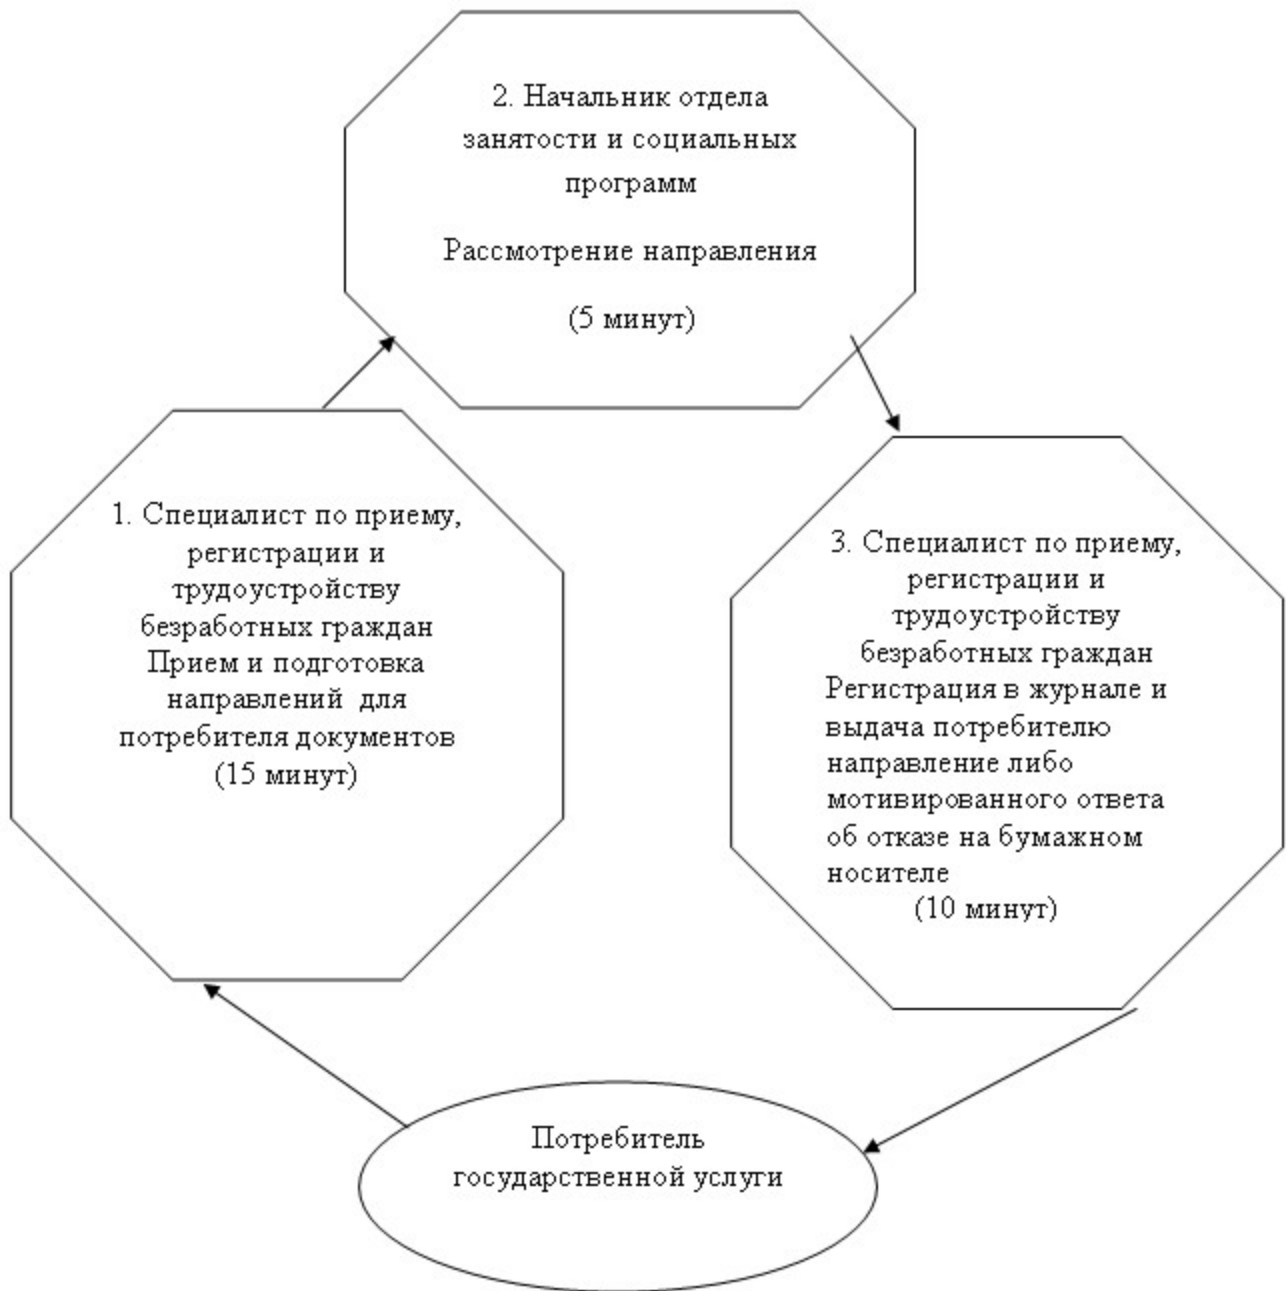 2. Начальник отдела
занятости и социальных
программ
Рассмотрение направления
(5 минут)
1. Специалист по приему,
регистрации и
трудоустройству
безработных граждан
Прием и подготовка
направлений для
потребителя документов
(15 минут)
3. Специалист по приему,
регистрации и
трудоустройству
безработных граждан
Регистрация в журнале и
выдача потребителю
направление либо
мотивированного ответа
об отказе на бумажном
носителе
(10 минут)
Потребитель
государственной услуги